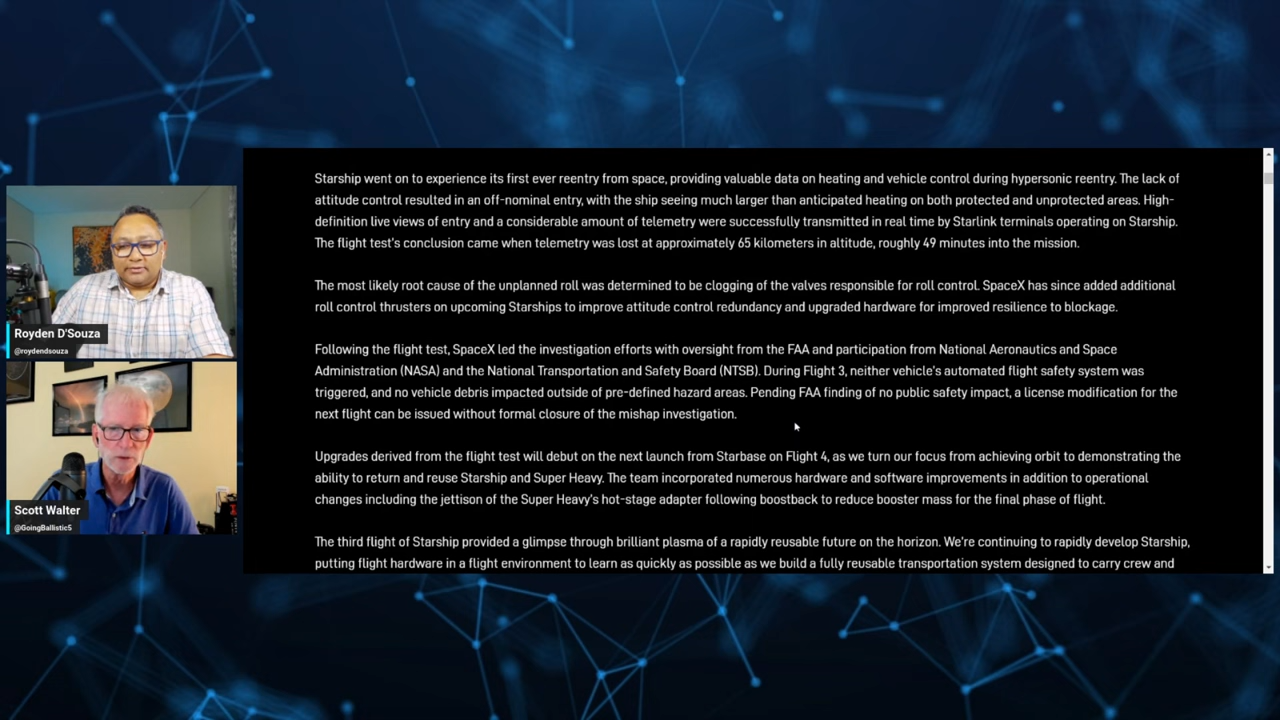 Starship went on to experience its first ever reentry from space, providing valuable data on heating and vehicle control during hypersonic reentry. The lack of
attitude control resulted in an off-nominal entry, with the ship seeing much larger than anticipated heating on both protected and unprotected areas. High-
definition live views of entry and a considerable amount of telemetry were successfully transmitted in real time by Starlink terminals operating on Starship.
The flight test's conclusion came when telemetry was lost at approximately 65 kilometers in altitude, roughly 49 minutes into the mission.
The most likely root cause of the unplanned roll was determined to be clogging of the valves responsible for roll control. SpaceX has since added additional
roll control thrusters on upcoming Starships to improve attitude control redundancy and upgraded hardware for improved resilience to blockage.
Following the flight test, SpaceX led the investigation efforts with oversight from the FAA and participation from National Aeronautics and Space
Administration (NASA) and the National Transportation and Safety Board (NTSB). During Flight 3, neither vehicle's automated flight safety system was
triggered, and no vehicle debris impacted outside of pre-defined hazard areas. Pending FAA finding of no public safety impact, a license modification for the
next flight can be issued without formal closure of the mishap investigation.
Upgrades derived from the flight test will debut on the next launch from Starbase on Flight 4, as we turn our focus from achieving orbit to demonstrating the
ability to return and reuse Starship and Super Heavy. The team incorporated numerous hardware and software improvements in addition to operational
changes including the jettison of the Super Heavy's hot-stage adapter following boostback to reduce booster mass for the final phase of flight.
The third flight of Starship provided a glimpse through brilliant plasma of a rapidly reusable future on the horizon. We're continuing to rapidly develop Starship,
putting flight hardware in a flight environment to learn as quickly as possible as we build a fully reusable transportation system designed to carry crew and
Royden D'Souza
@roydendsouza
Scott Walter
@GoingBallistic5